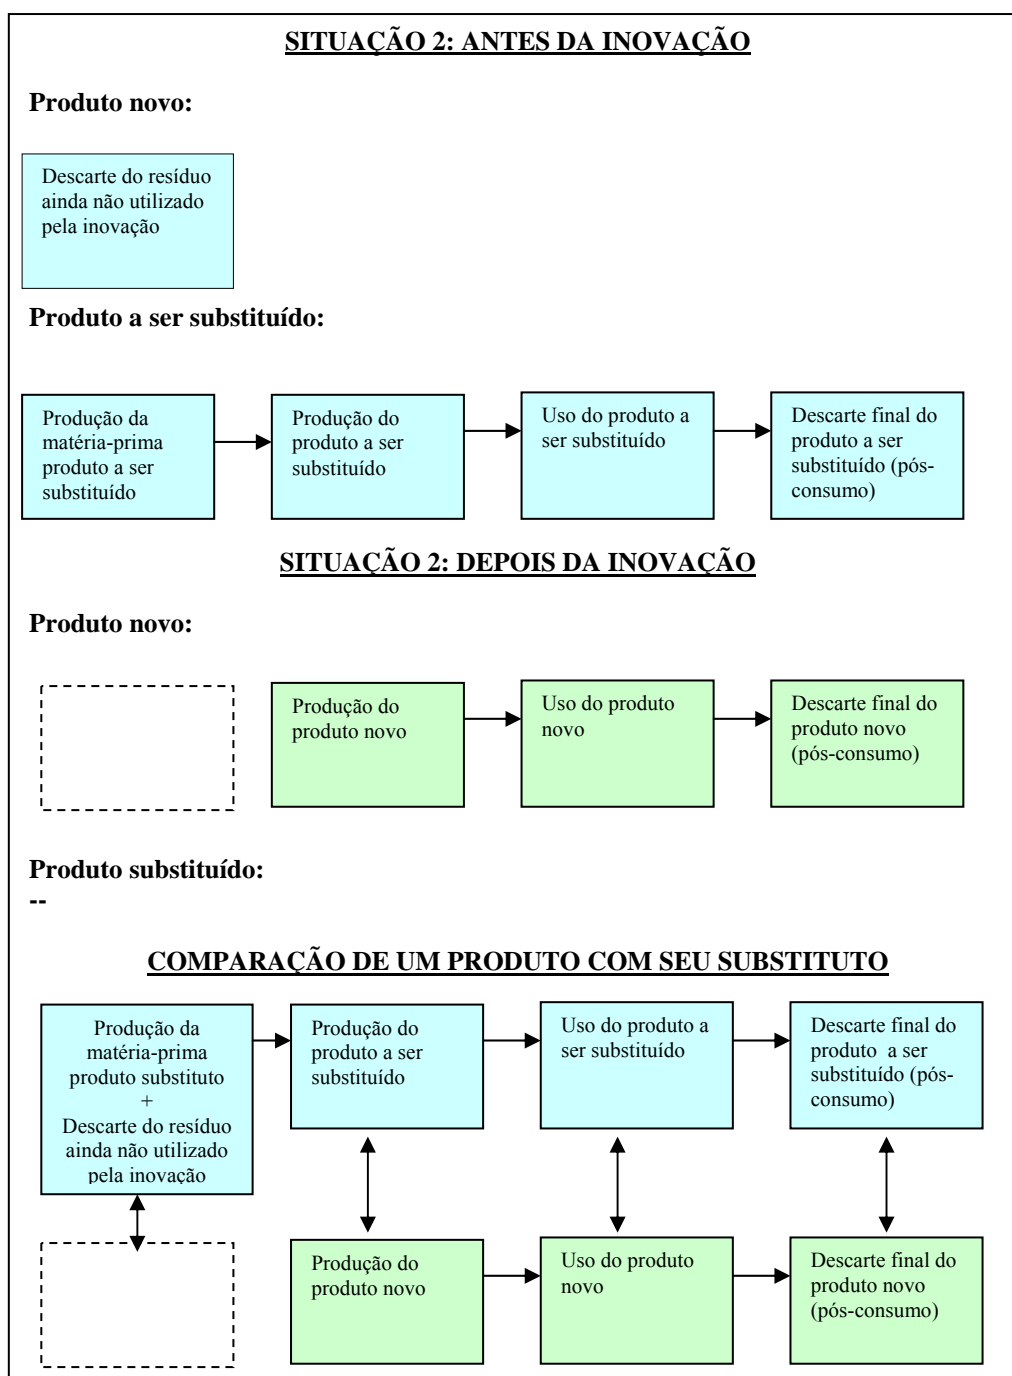 SITUAÇÃO 2: ANTES DA INOVAÇÃO
Produto novo:
Descarte do resíduo
ainda não utilizado
pela inovação
Produto a ser substituído:
Produção da
matéria-prima
produto a ser
substituído
Produção do
produto a ser
substituído
Uso do produto a
ser substituído
Descarte final do
produto a ser
substituído (pós-
consumo)
SITUAÇÃO 2: DEPOIS DA INOVAÇÃO
Produto novo:
Produção do
produto novo
Uso do produto
novo
Descarte final do
produto novo
(pós-consumo)
Produto substituído:
--
COMPARAÇÃO DE UM PRODUTO COM SEU SUBSTITUTO
Produção da
matéria-prima
produto substituto
+
Descarte do resíduo
ainda não utilizado
pela inovação
Produção do
produto a ser
substituído
Uso do produto a
ser substituído
Descarte final do
produto a ser
substituído (pós-
consumo)
Produção do
produto novo
Uso do produto
novo
Descarte final do
produto novo
(pós-consumo)